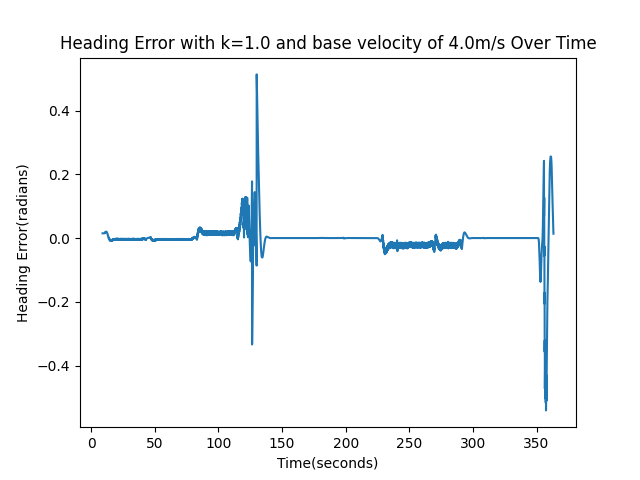 Heading Error with k=1.0 and base velocity of 4.0m/s Over Time
Heading Error(radians)
0.4
0.2
0.0
−0.2
−0.4
0 50 100 150 200 250 300 350
Time(seconds)